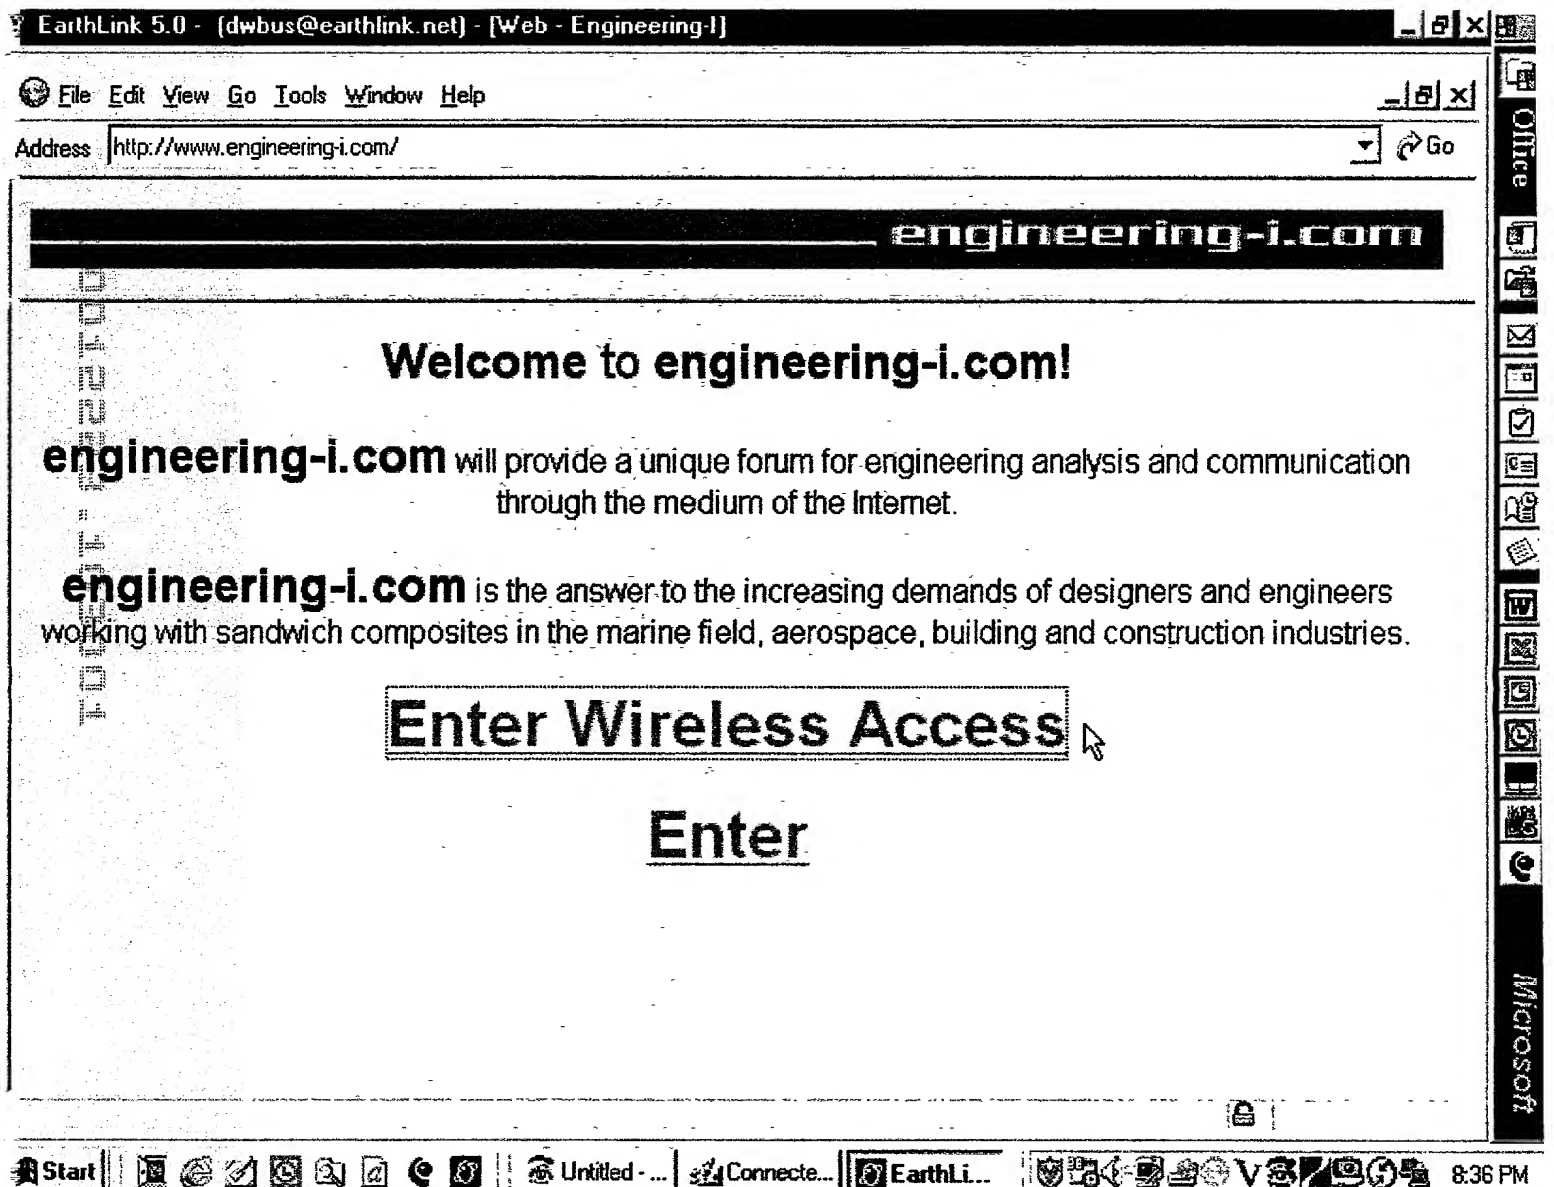 EarthLink 5.0 - (dwbus@earthlink.net) - [Web - Engineering-I]
File Edit View Go Tools Window Help
Address http://www.engineering-i.com/ Go
Office
engineering-i.com
Welcome to engineering-i.com!
engineering-i.com will provide a unique forum for engineering analysis and communication
through the medium of the Internet.
engineering-i.com is the answer to the increasing demands of designers and engineers
working with sandwich composites in the marine field, aerospace, building and construction industries.
Enter Wireless Access
Enter
Microsoft
Start Untitled - ... Connecte... EarthLi... 8:36 PM